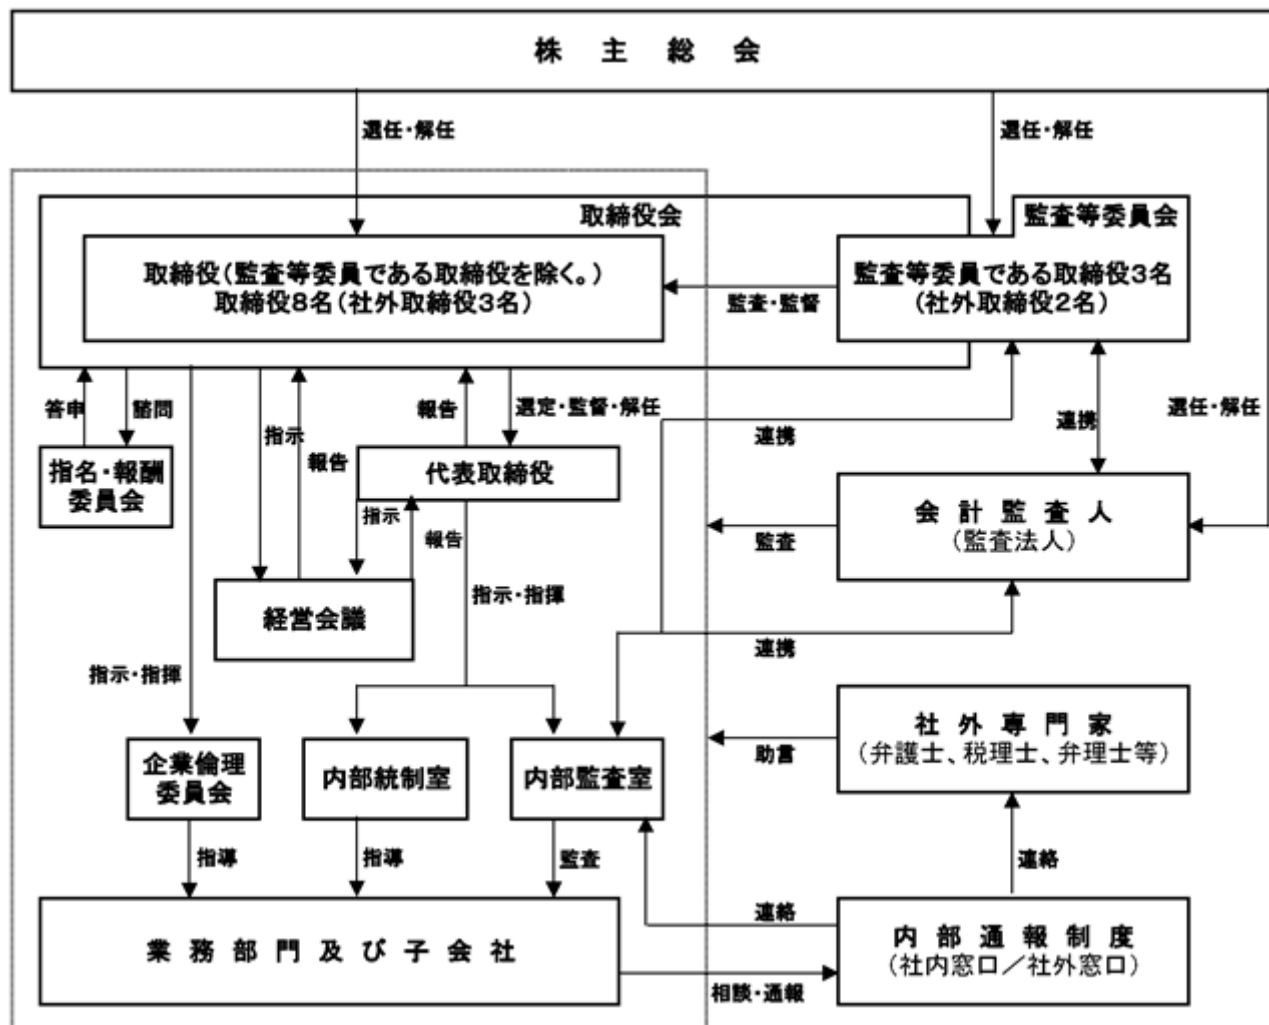 株主総会
選任・解任
選任・解任
取締役会
監査等委員会
取締役(監査等委員である取締役を除く。)
取締役8名(社外取締役3名)
監査・監督
監査等委員である取締役3名
(社外取締役2名)
答申
諮問
指示
報告
報告
選定・監督・解任
連携
連携
選任・解任
指名・報酬
委員会
代表取締役
会計監査人
(監査法人)
指示
報告
監査
経営会議
指示・指揮
連携
指示・指揮
社外専門家
(弁護士、税理士、弁理士等)
助言
企業倫理
委員会
内部統制室
内部監査室
指導
指導
監査
連絡
連絡
業務部門及び子会社
内部通報制度
(社内窓口/社外窓口)
相談・通報